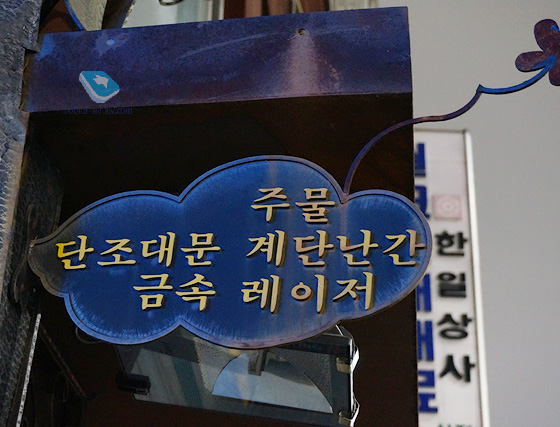 주물
단조대문 계단난간
금속 레이저
한일상사